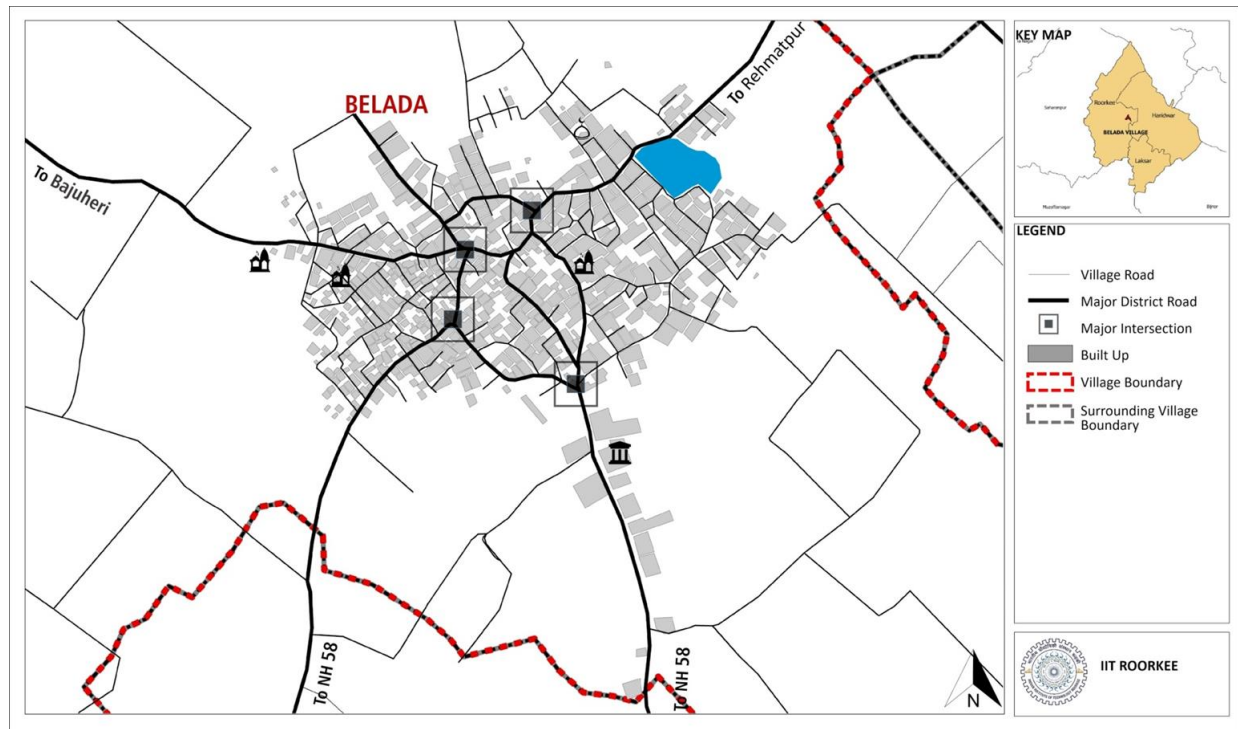 BELADA
To Rehmatpur
To Bajuheri
To NH 58
To NH 58
N
KEY MAP
Roorkee
Haridwar
BELADA VILLAGE
Laksar
LEGEND
Village Road
Major District Road
Major Intersection
Built Up
Village Boundary
Surrounding Village
Boundary
IIT ROORKEE